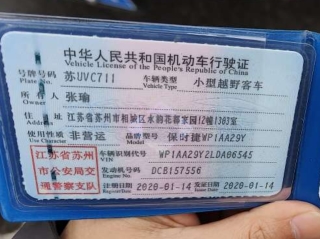 中华人民共和国机动车行驶证
Vehicle License of the People's Republic of China
号牌号码 苏UVC711 车辆类型 小型越野客车
Plate No. Vehicle Type
所有人 张瑜
Owner
住址 江苏省苏州市相城区水韵花都家园12幢1303室
Address
使用性质 非营运 品牌型号 保时捷WP1AA29Y
Use Character Model
江苏省苏州市公安局交通警察支队
车辆识别代号 WP1AA29Y2LDA06545
VIN
发动机号码 DCB157556
Engine No.
注册日期 2020-01-14 发证日期 2020-01-14
Register Date Issue Date